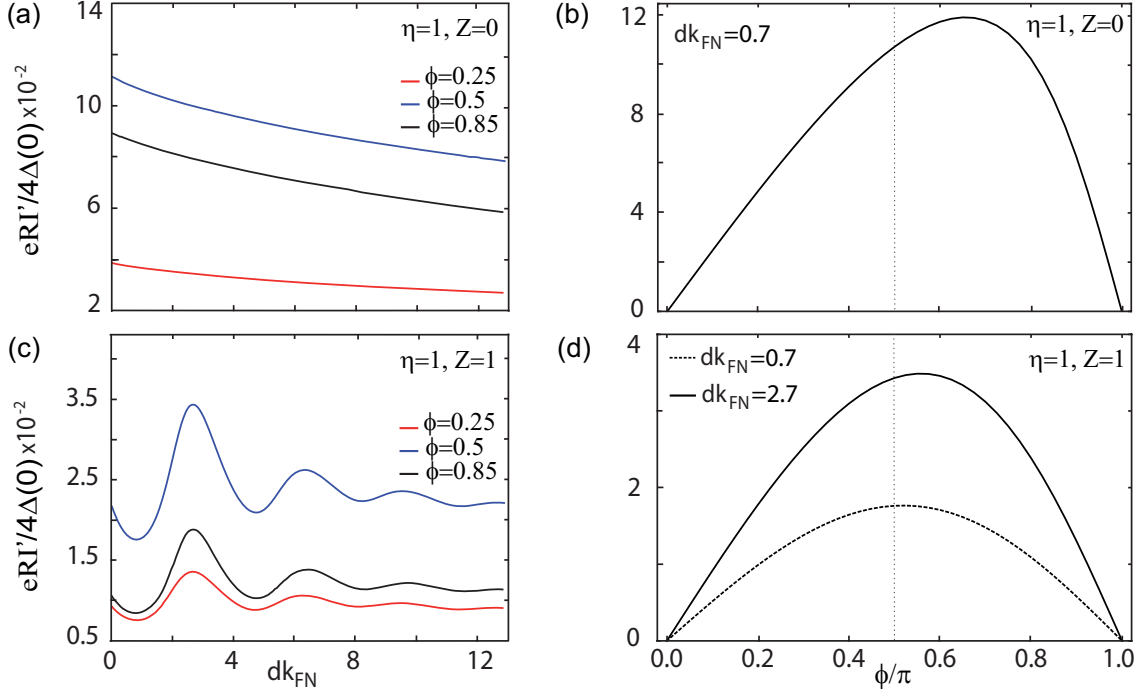 (a)
14
10
6
2
eRI'/4Δ(0) x10⁻²
η=1, Z=0
ϕ=0.25
ϕ=0.5
ϕ=0.85
(b)
12
8
4
0
dk_FN=0.7
η=1, Z=0
(c)
3.5
2.5
1.5
0.5
eRI'/4Δ(0) x10⁻²
η=1, Z=1
ϕ=0.25
ϕ=0.5
ϕ=0.85
0 4 8 12
dk_FN
(d)
4
2
0
dk_FN=0.7
dk_FN=2.7
η=1, Z=1
0.0 0.2 0.4 0.6 0.8 1.0
ϕ/π